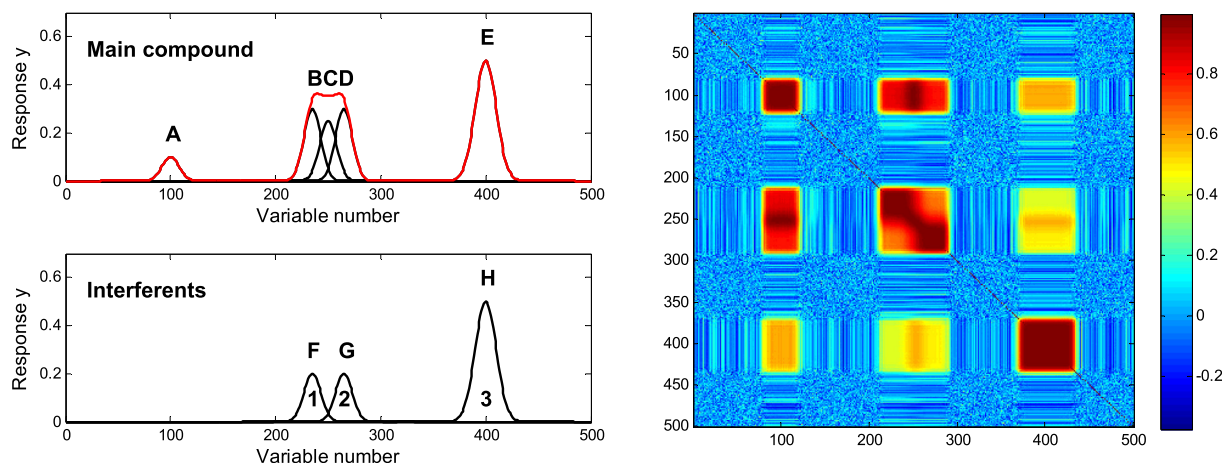 Response y
0.6
0.4
0.2
0
Main compound
A
BCD
E
0 100 200 300 400 500
Variable number
Response y
0.6
0.4
0.2
0
Interferents
F
G
H
1
2
3
0 100 200 300 400 500
Variable number
50
100
150
200
250
300
350
400
450
500
100 200 300 400 500
0.8
0.6
0.4
0.2
0
-0.2